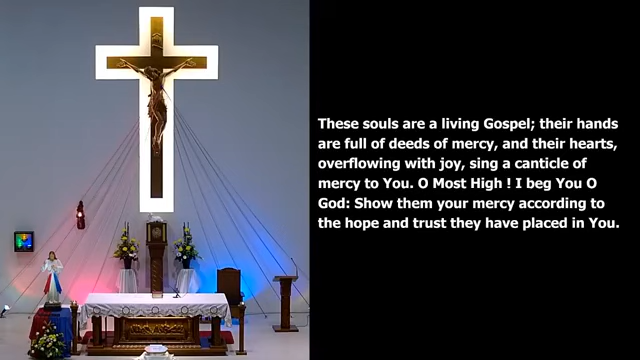 These souls are a living Gospel; their hands
are full of deeds of mercy, and their hearts,
overflowing with joy, sing a canticle of
mercy to You. O Most High ! I beg You O
God: Show them your mercy according to
the hope and trust they have placed in You.